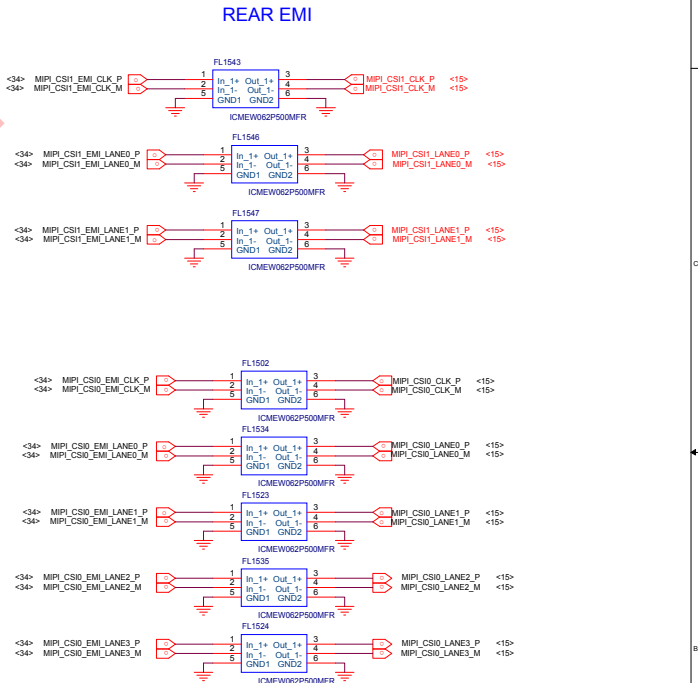 REAR EMI
FL1543
<34> MIPI_CSI1_EMI_CLK_P 1 In_1+ Out_1+ 3 MIPI_CSI1_CLK_P <15>
<34> MIPI_CSI1_EMI_CLK_M 2 In_1- Out_1- 4 MIPI_CSI1_CLK_M <15>
5 GND1 GND2 6
ICMEW062P500MFR
FL1546
<34> MIPI_CSI1_EMI_LANE0_P 1 In_1+ Out_1+ 3 MIPI_CSI1_LANE0_P <15>
<34> MIPI_CSI1_EMI_LANE0_M 2 In_1- Out_1- 4 MIPI_CSI1_LANE0_M <15>
5 GND1 GND2 6
ICMEW062P500MFR
FL1547
<34> MIPI_CSI1_EMI_LANE1_P 1 In_1+ Out_1+ 3 MIPI_CSI1_LANE1_P <15>
<34> MIPI_CSI1_EMI_LANE1_M 2 In_1- Out_1- 4 MIPI_CSI1_LANE1_M <15>
5 GND1 GND2 6
ICMEW062P500MFR
C
FL1502
<34> MIPI_CSI0_EMI_CLK_P 1 In_1+ Out_1+ 3 MIPI_CSI0_CLK_P <15>
<34> MIPI_CSI0_EMI_CLK_M 2 In_1- Out_1- 4 MIPI_CSI0_CLK_M <15>
5 GND1 GND2 6
ICMEW062P500MFR
FL1534
<34> MIPI_CSI0_EMI_LANE0_P 1 In_1+ Out_1+ 3 MIPI_CSI0_LANE0_P <15>
<34> MIPI_CSI0_EMI_LANE0_M 2 In_1- Out_1- 4 MIPI_CSI0_LANE0_M <15>
5 GND1 GND2 6
ICMEW062P500MFR
FL1523
<34> MIPI_CSI0_EMI_LANE1_P 1 In_1+ Out_1+ 3 MIPI_CSI0_LANE1_P <15>
<34> MIPI_CSI0_EMI_LANE1_M 2 In_1- Out_1- 4 MIPI_CSI0_LANE1_M <15>
5 GND1 GND2 6
ICMEW062P500MFR
FL1535
<34> MIPI_CSI0_EMI_LANE2_P 1 In_1+ Out_1+ 3 MIPI_CSI0_LANE2_P <15>
<34> MIPI_CSI0_EMI_LANE2_M 2 In_1- Out_1- 4 MIPI_CSI0_LANE2_M <15>
5 GND1 GND2 6
ICMEW062P500MFR
FL1524
<34> MIPI_CSI0_EMI_LANE3_P 1 In_1+ Out_1+ 3 MIPI_CSI0_LANE3_P <15>
<34> MIPI_CSI0_EMI_LANE3_M 2 In_1- Out_1- 4 MIPI_CSI0_LANE3_M <15>
B
5 GND1 GND2 6
ICMEW062P500MFR